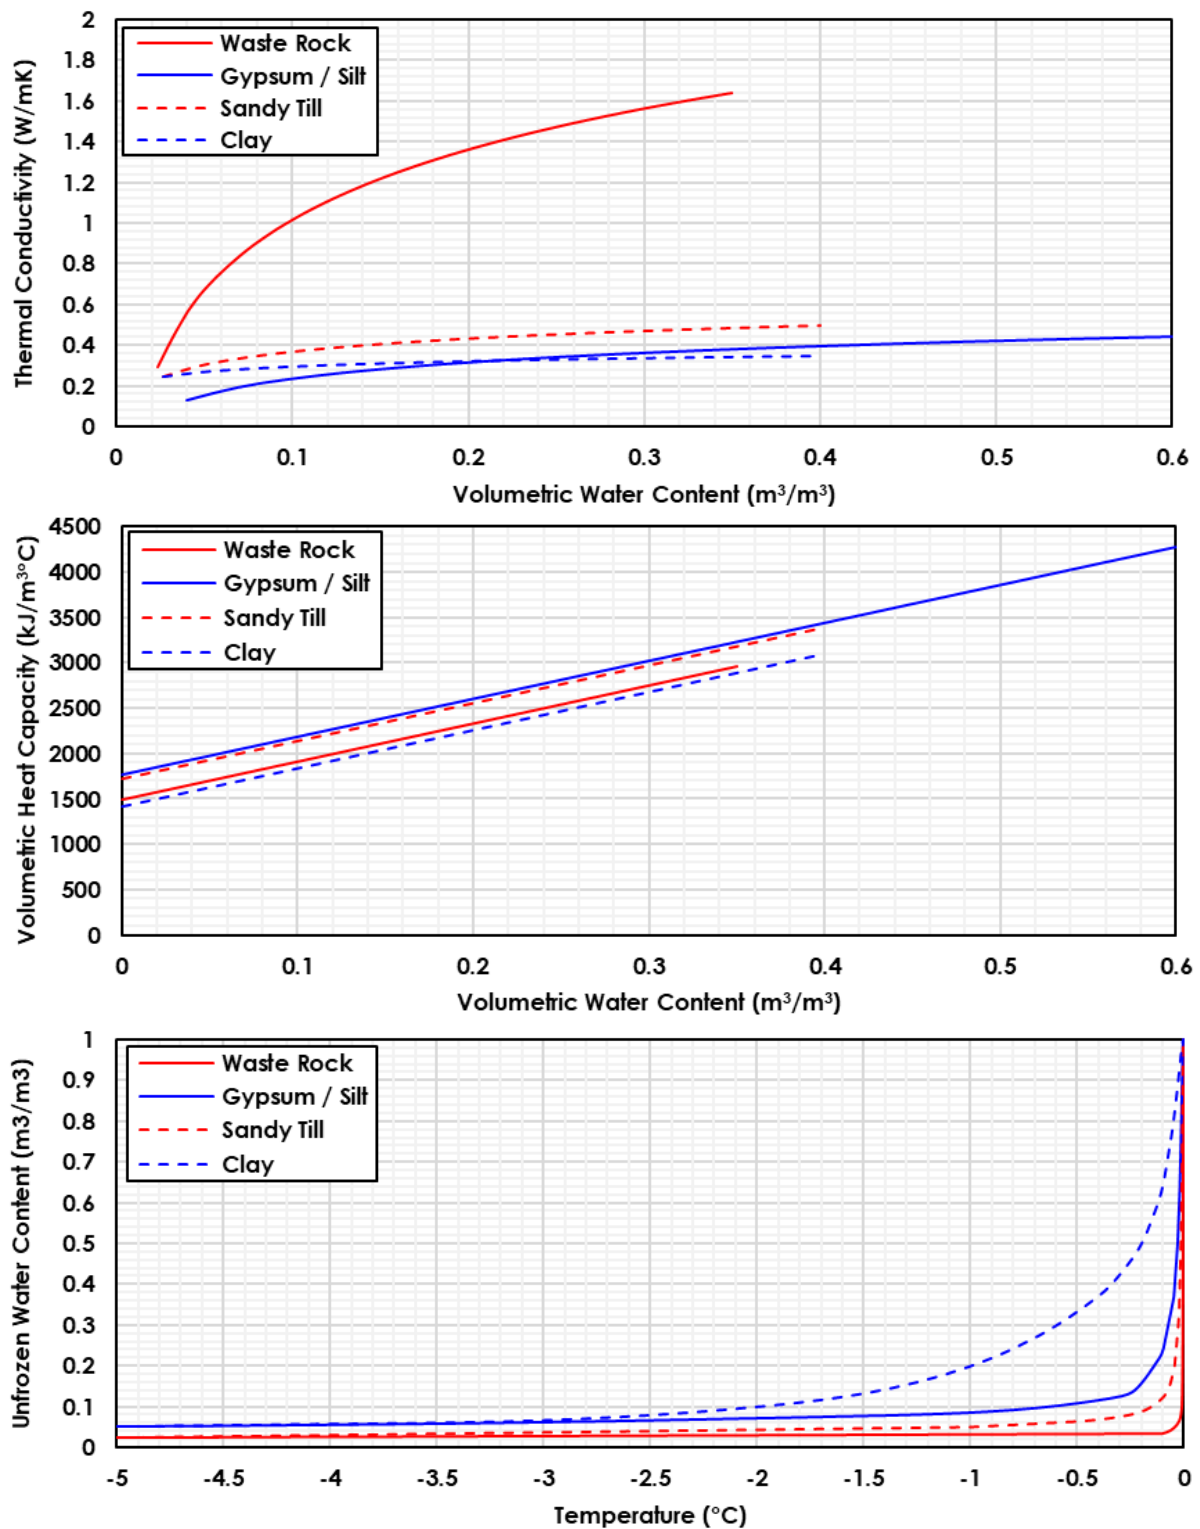 Thermal Conductivity (W/mK)
2
1.8
1.6
1.4
1.2
1
0.8
0.6
0.4
0.2
0
Waste Rock
Gypsum / Silt
Sandy Till
Clay
0 0.1 0.2 0.3 0.4 0.5 0.6
Volumetric Water Content (m³/m³)
Volumetric Heat Capacity (kJ/m³°C)
4500
4000
3500
3000
2500
2000
1500
1000
500
0
Waste Rock
Gypsum / Silt
Sandy Till
Clay
0 0.1 0.2 0.3 0.4 0.5 0.6
Volumetric Water Content (m³/m³)
Unfrozen Water Content (m3/m3)
1
0.9
0.8
0.7
0.6
0.5
0.4
0.3
0.2
0.1
0
Waste Rock
Gypsum / Silt
Sandy Till
Clay
-5 -4.5 -4 -3.5 -3 -2.5 -2 -1.5 -1 -0.5 0
Temperature (°C)